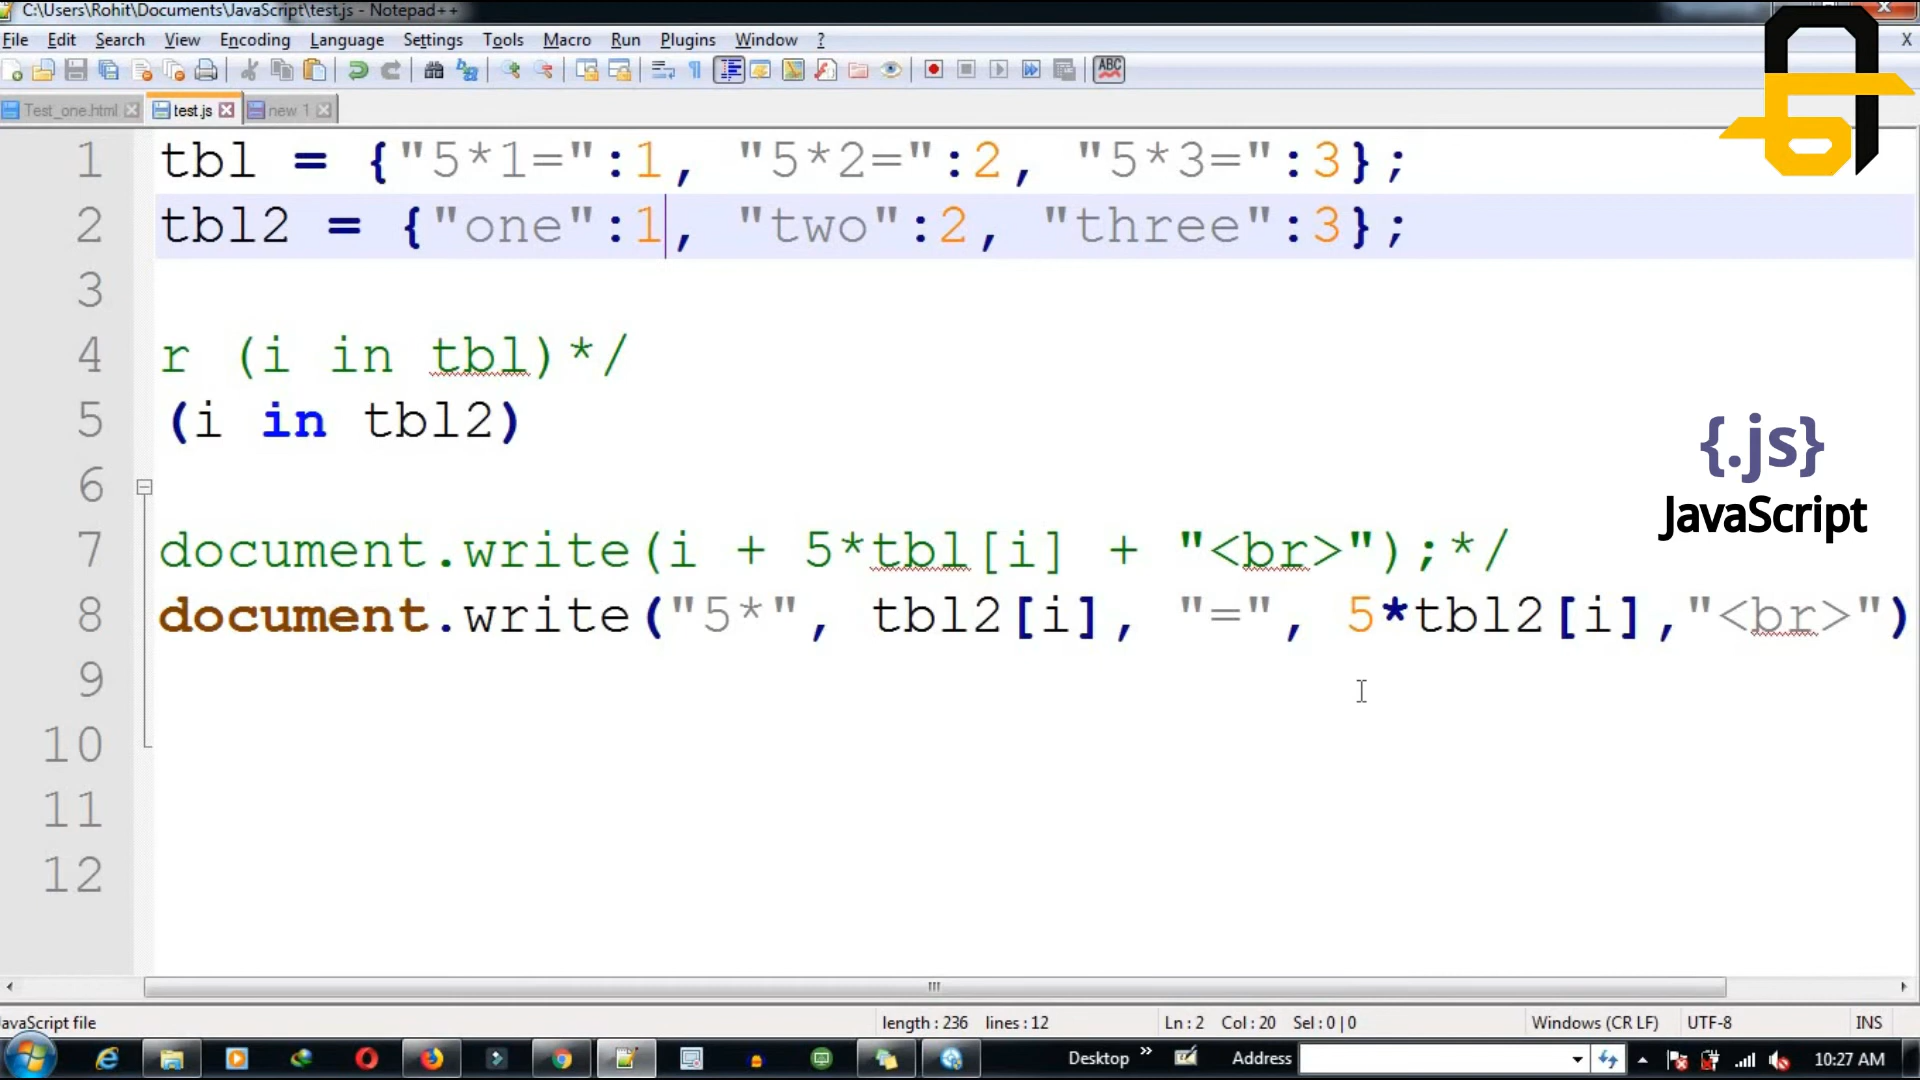 C:\Users\Rohit\Documents\JavaScript\test.js - Notepad++
File Edit Search View Encoding Language Settings Tools Macro Run Plugins Window ? X
ABC
Test_one.html test.js new 1
1 tbl = {"5*1=":1, "5*2=":2, "5*3=":3};
2 tbl2 = {"one":1, "two":2, "three":3};
3
4 r (i in tbl)*/
5 (i in tbl2)
6
7 document.write(i + 5*tbl[i] + "<br>");*/
8 document.write("5*", tbl2[i], "=", 5*tbl2[i],"<br>")
9
10
11
12
{.js}
JavaScript
avaScript file length : 236 lines : 12 Ln : 2 Col : 20 Sel : 0 | 0 Windows (CR LF) UTF-8 INS
Desktop » Address 10:27 AM